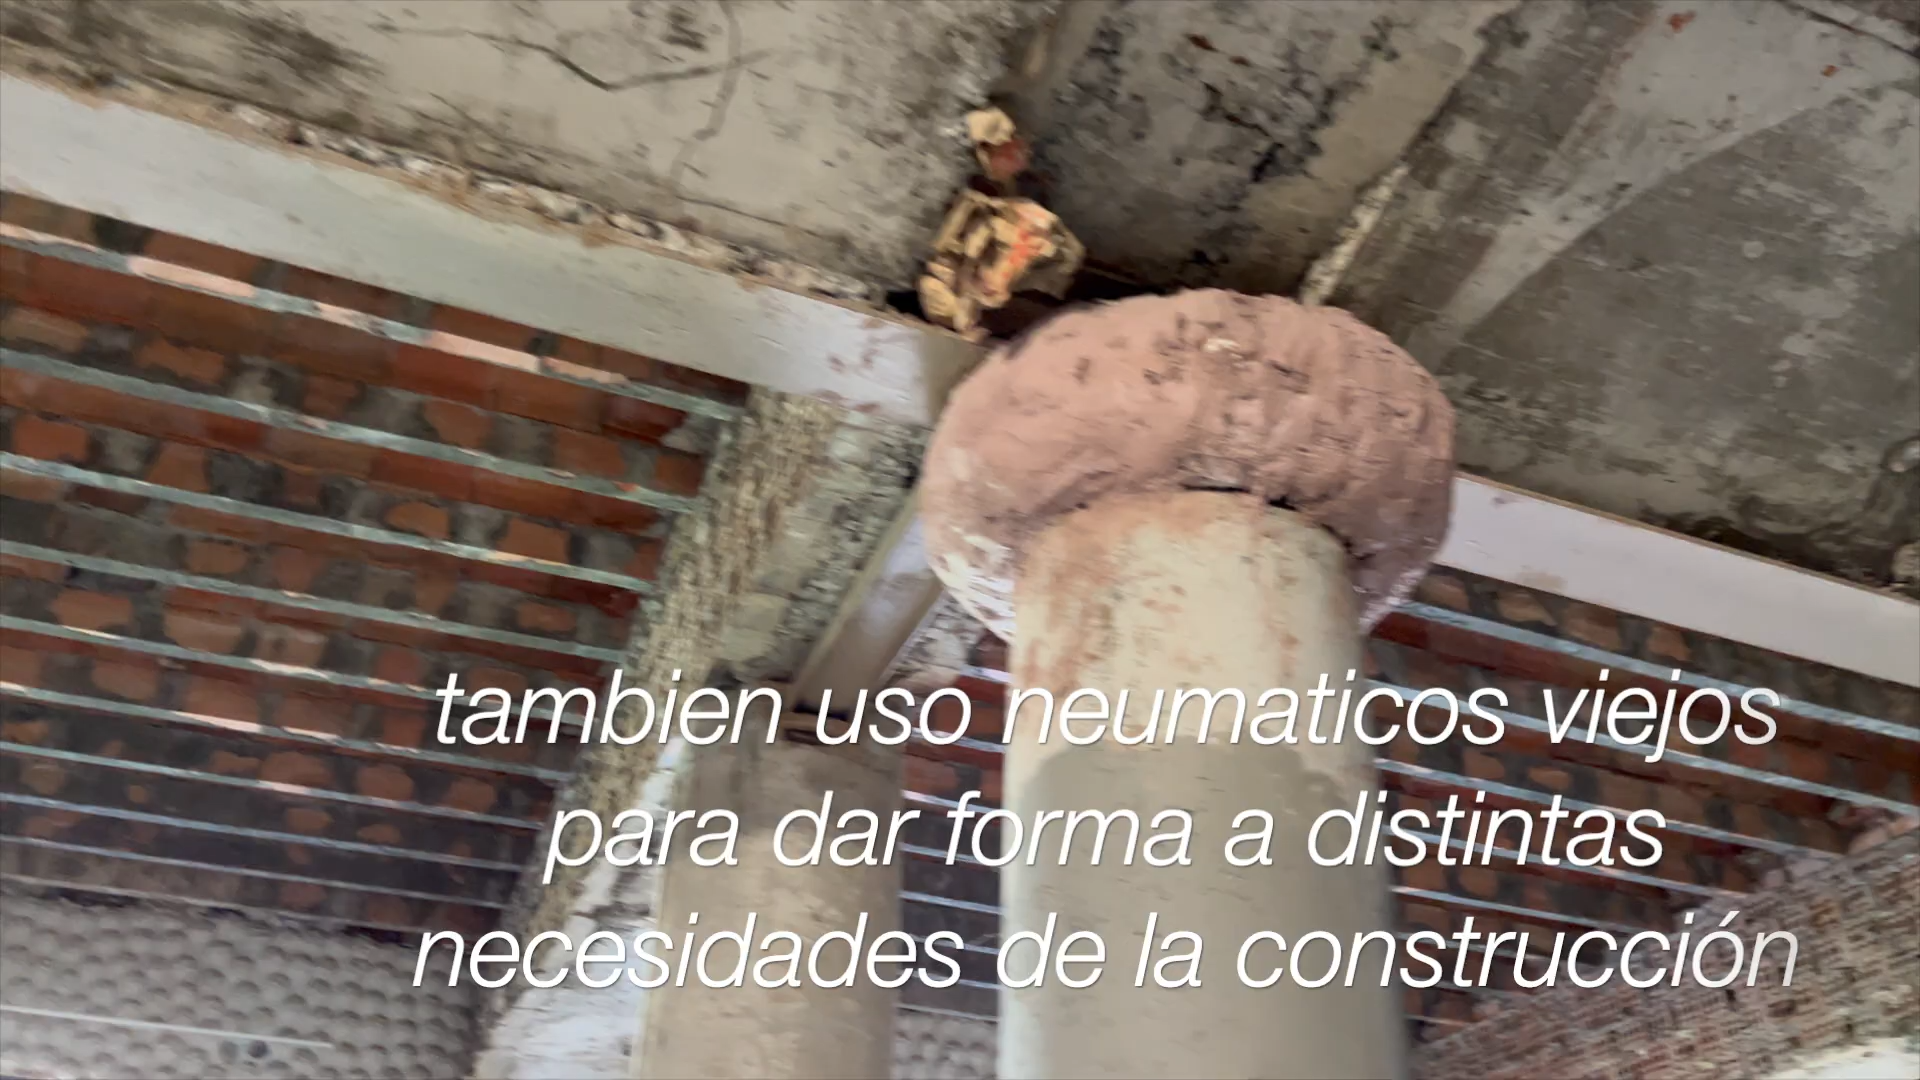 tambien uso neumaticos viejos
para dar forma a distintas
necesidades de la construcción